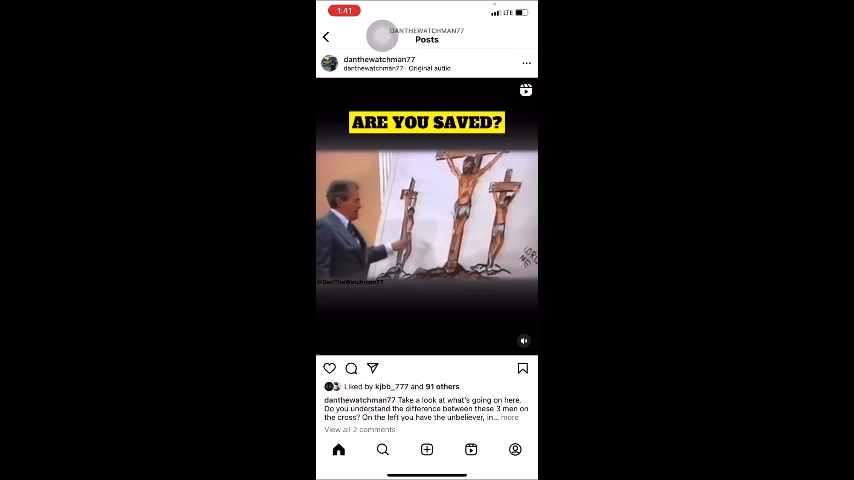 1:41
LTE
DANTHEWATCHMAN77
Posts
danthewatchman77
danthewatchman77 · Original audio
ARE YOU SAVED?
@DanTheWatchman77
Liked by kjbb_777 and 91 others
danthewatchman77 Take a look at what's going on here.
Do you understand the difference between these 3 men on
the cross? On the left you have the unbeliever, in... more
View all 2 comments